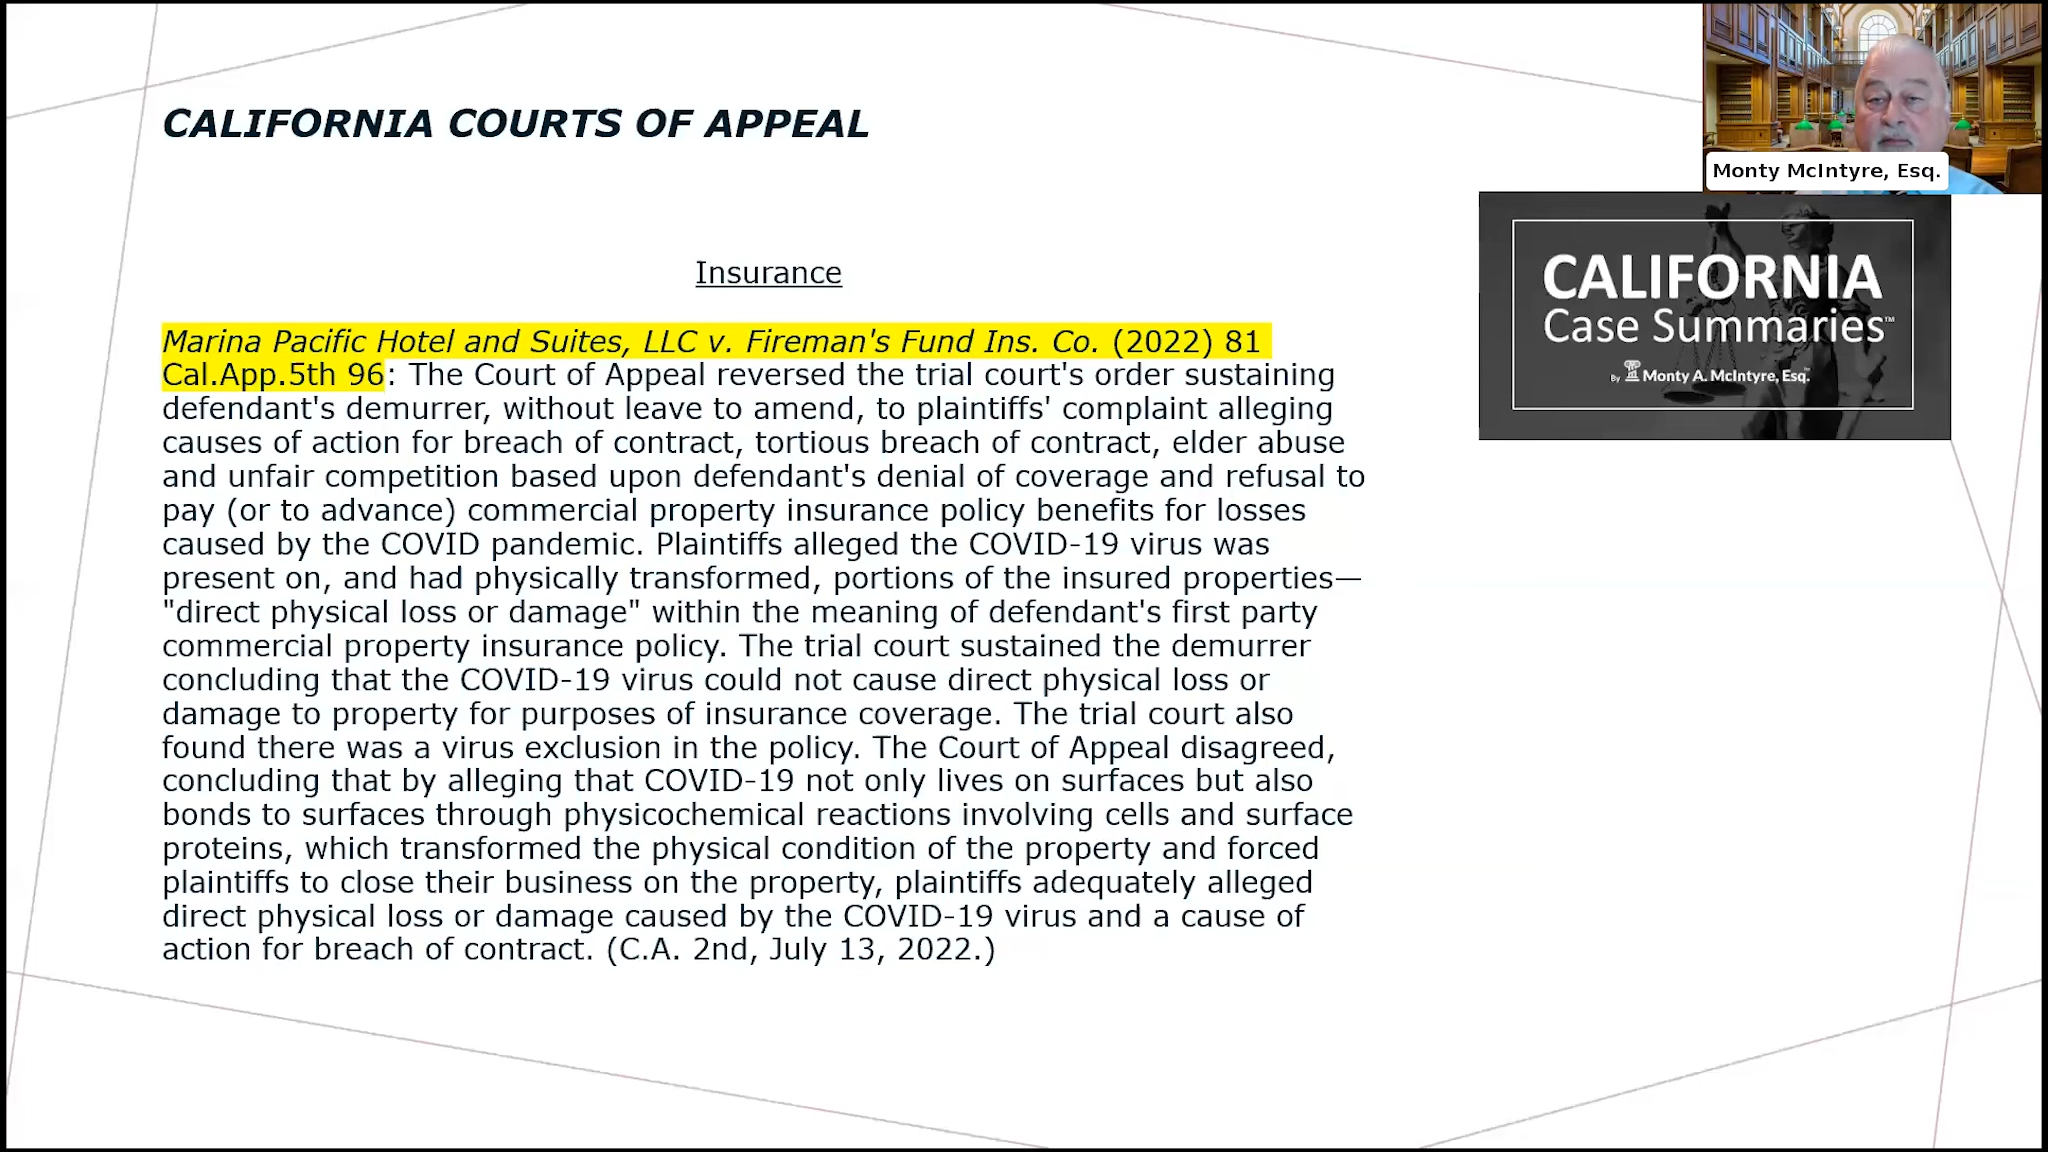 CALIFORNIA COURTS OF APPEAL
Monty McIntyre, Esq.
CALIFORNIA
Case Summaries™
By Monty A. McIntyre, Esq.
Insurance
Marina Pacific Hotel and Suites, LLC v. Fireman's Fund Ins. Co. (2022) 81
Cal.App.5th 96: The Court of Appeal reversed the trial court's order sustaining
defendant's demurrer, without leave to amend, to plaintiffs' complaint alleging
causes of action for breach of contract, tortious breach of contract, elder abuse
and unfair competition based upon defendant's denial of coverage and refusal to
pay (or to advance) commercial property insurance policy benefits for losses
caused by the COVID pandemic. Plaintiffs alleged the COVID-19 virus was
present on, and had physically transformed, portions of the insured properties—
"direct physical loss or damage" within the meaning of defendant's first party
commercial property insurance policy. The trial court sustained the demurrer
concluding that the COVID-19 virus could not cause direct physical loss or
damage to property for purposes of insurance coverage. The trial court also
found there was a virus exclusion in the policy. The Court of Appeal disagreed,
concluding that by alleging that COVID-19 not only lives on surfaces but also
bonds to surfaces through physicochemical reactions involving cells and surface
proteins, which transformed the physical condition of the property and forced
plaintiffs to close their business on the property, plaintiffs adequately alleged
direct physical loss or damage caused by the COVID-19 virus and a cause of
action for breach of contract. (C.A. 2nd, July 13, 2022.)